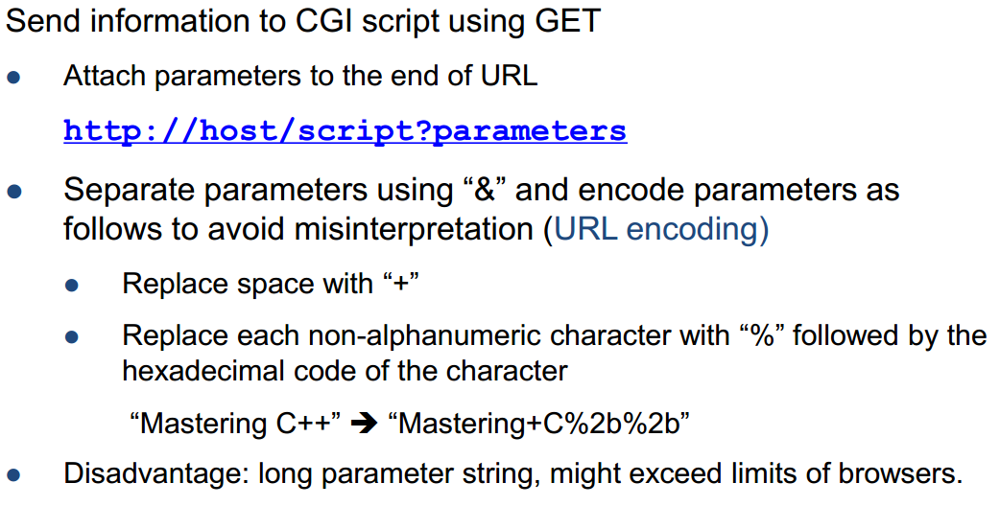 Send information to CGI script using GET
● Attach parameters to the end of URL
http://host/script?parameters
● Separate parameters using “&” and encode parameters as
follows to avoid misinterpretation (URL encoding)
● Replace space with “+”
● Replace each non-alphanumeric character with “%” followed by the
hexadecimal code of the character
“Mastering C++” ➔ “Mastering+C%2b%2b”
● Disadvantage: long parameter string, might exceed limits of browsers.